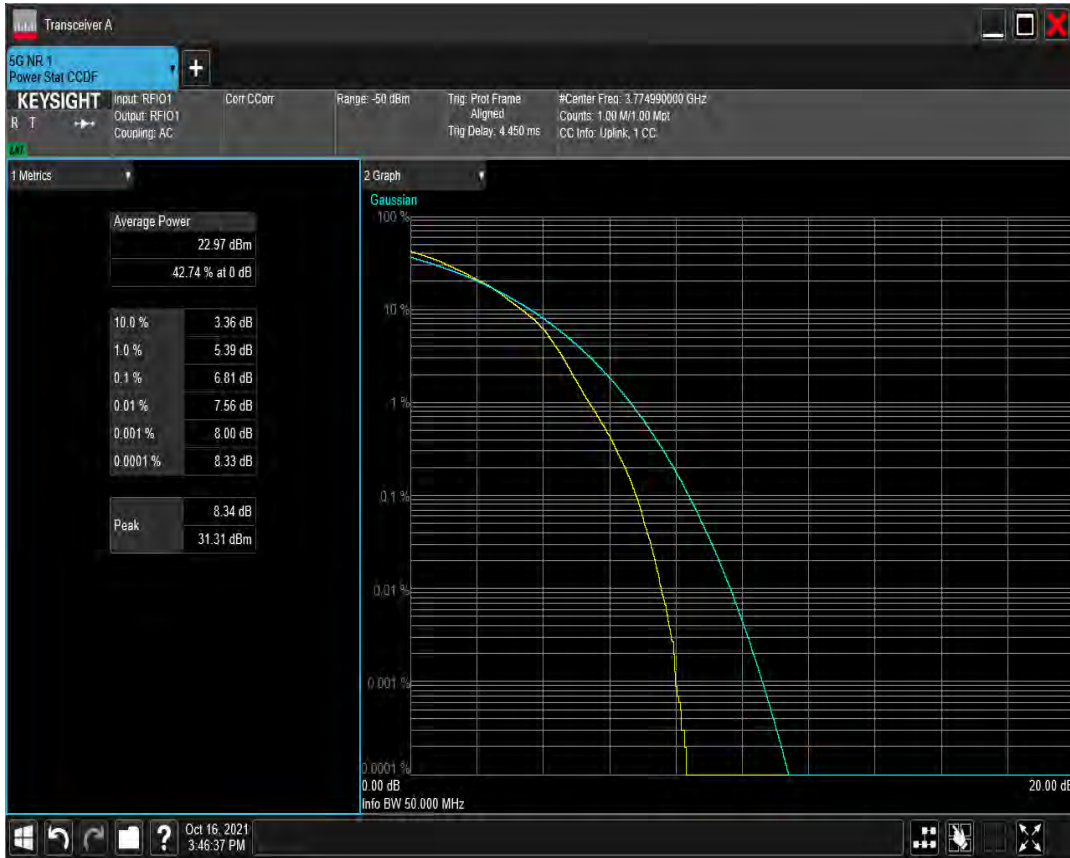 Transceiver A
5G NR 1
Power Stat CCDF
+
KEYSIGHT
R T
LXI
Input: RFIO1
Output: RFIO1
Coupling: AC
Corr CCorr
Range: -50 dBm
Trig: Prot Frame
Aligned
Trig Delay: 4.450 ms
#Center Freq: 3.774990000 GHz
Counts: 1.00 M/1.00 Mpt
CC Info: Uplink, 1 CC
1 Metrics
Average Power
22.97 dBm
42.74 % at 0 dB
10.0 % 3.36 dB
1.0 % 5.39 dB
0.1 % 6.81 dB
0.01 % 7.56 dB
0.001 % 8.00 dB
0.0001 % 8.33 dB
Peak
8.34 dB
31.31 dBm
2 Graph
Gaussian
100 %
10 %
1 %
0.1 %
0.01 %
0.001 %
0.0001 %
0.00 dB
20.00 dB
Info BW 50.000 MHz
?
Oct 16, 2021
3:46:37 PM